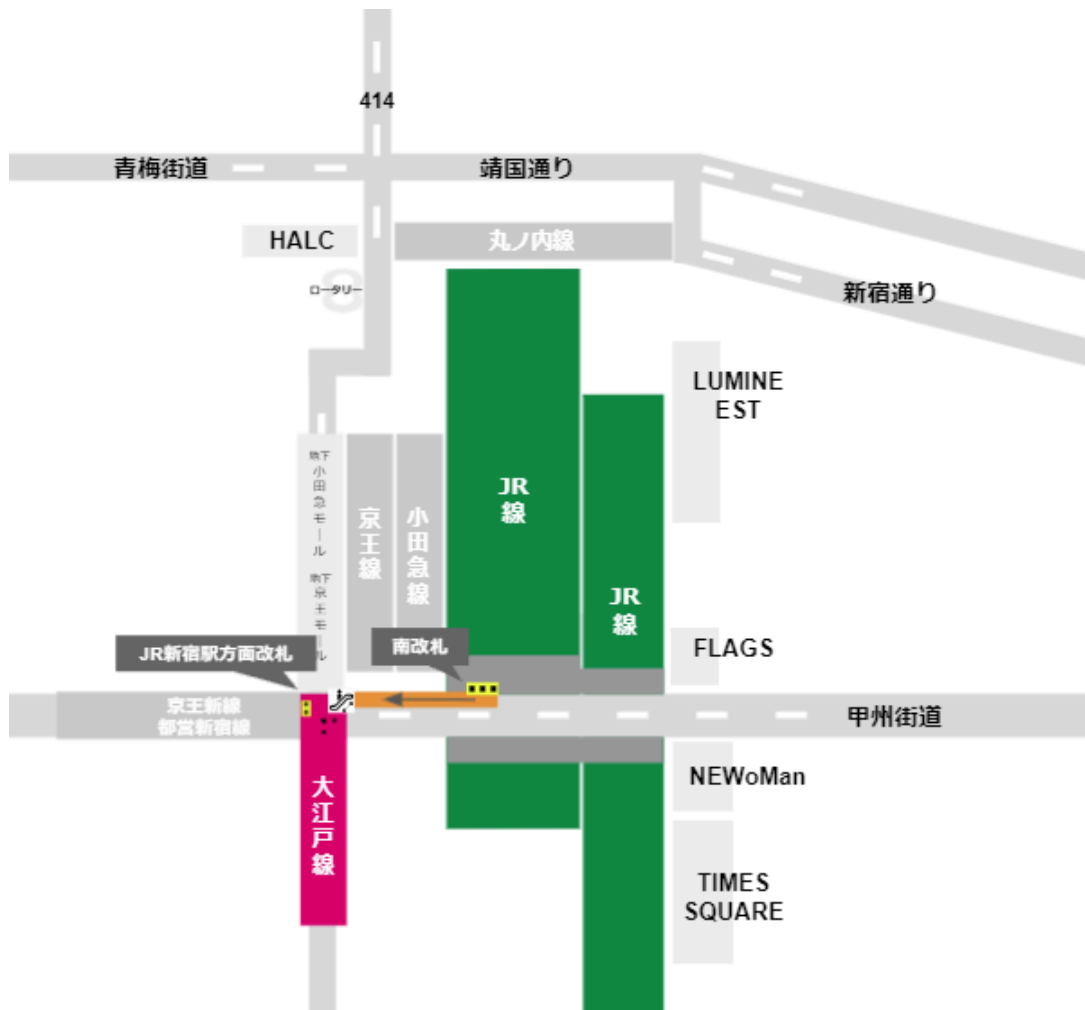 414
青梅街道
靖国通り
HALC
丸ノ内線
ロータリー
新宿通り
LUMINE
EST
地下
小田急モール
地下
京王モール
京王線
小田急線
JR
線
JR
線
JR新宿駅方面改札
南改札
FLAGS
京王新線
都営新宿線
甲州街道
大江戸線
NEWoMan
TIMES
SQUARE